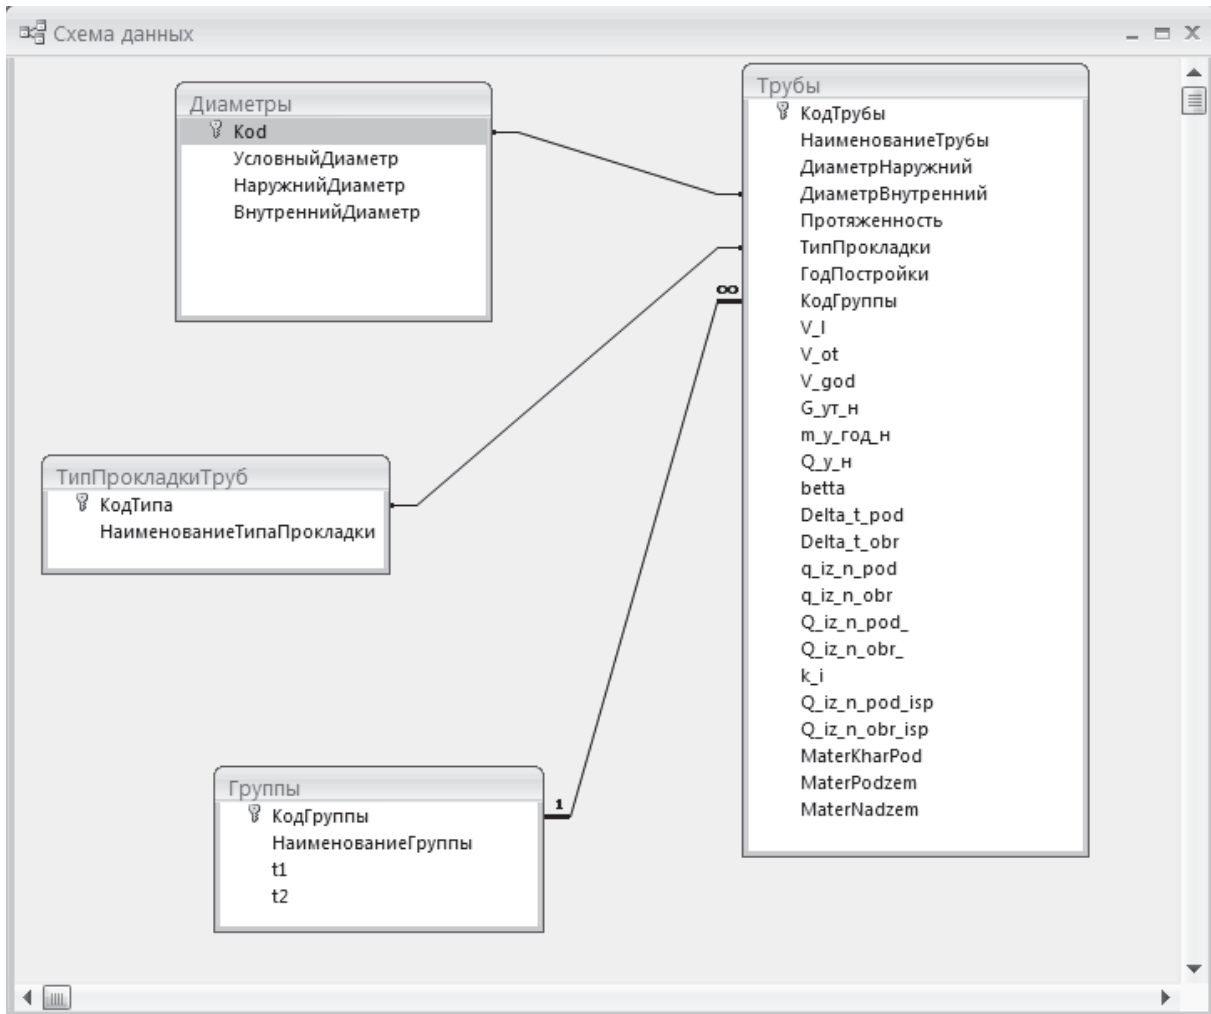 Схема данных
Диаметры
Kod
УсловныйДиаметр
НаружнийДиаметр
ВнутреннийДиаметр
Трубы
КодТрубы
НаименованиеТрубы
ДиаметрНаружний
ДиаметрВнутренний
Протяженность
ТипПрокладки
ГодПостройки
КодГруппы
V_l
V_ot
V_god
G_ут_н
m_y_год_н
Q_y_н
betta
Delta_t_pod
Delta_t_obr
q_iz_n_pod
q_iz_n_obr
Q_iz_n_pod_
Q_iz_n_obr_
k_i
Q_iz_n_pod_isp
Q_iz_n_obr_isp
MaterKharPod
MaterPodzem
MaterNadzem
∞
ТипПрокладкиТруб
КодТипа
НаименованиеТипаПрокладки
Группы
КодГруппы
НаименованиеГруппы
t1
t2
1